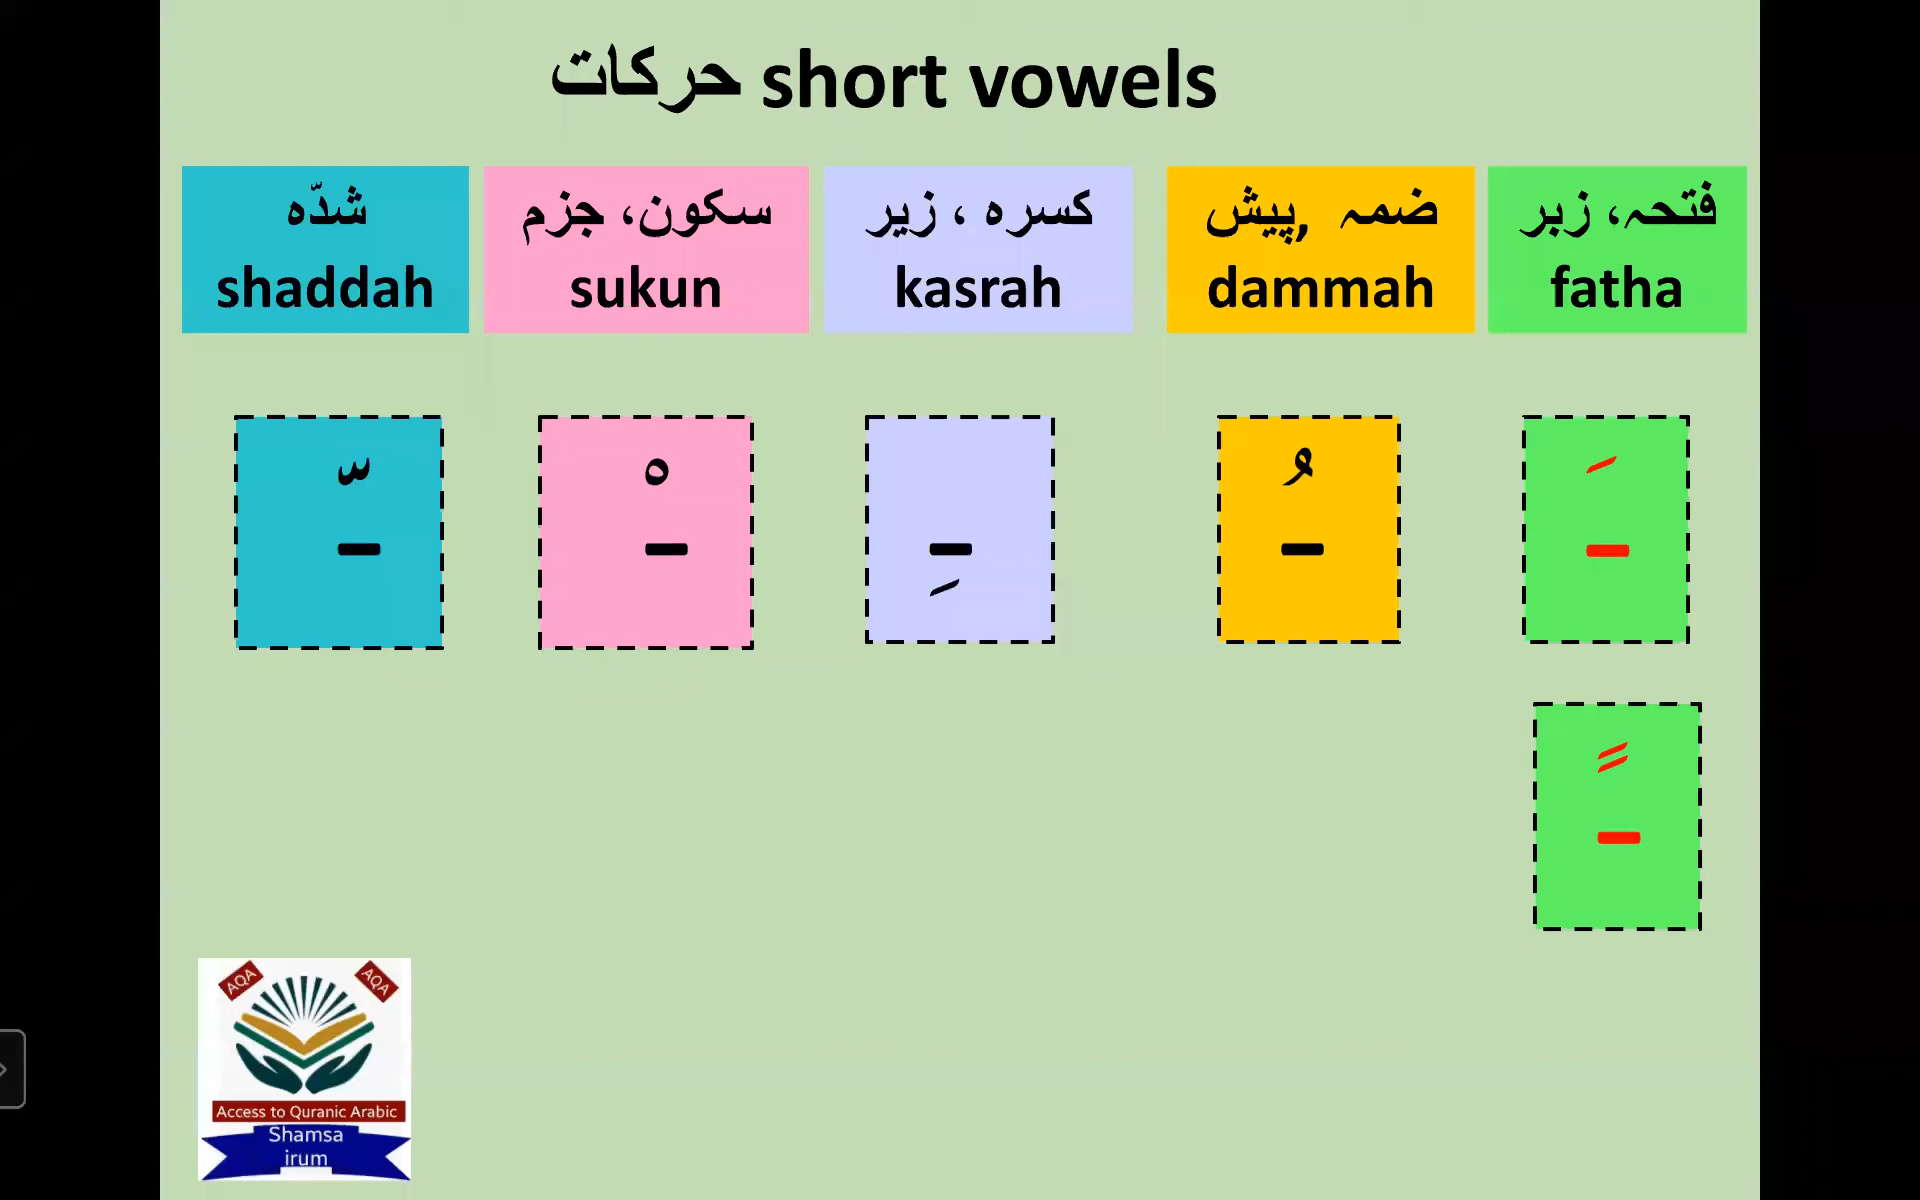 حرکات short vowels
فتحہ، زبر
fatha
ضمہ ,پیش
dammah
کسرہ ، زیر
kasrah
سکون، جزم
sukun
شدّہ
shaddah
ـَ
ـُ
ـِ
ـْ
ـّ
ـً
AQA
AQA
Access to Quranic Arabic
Shamsa
irum